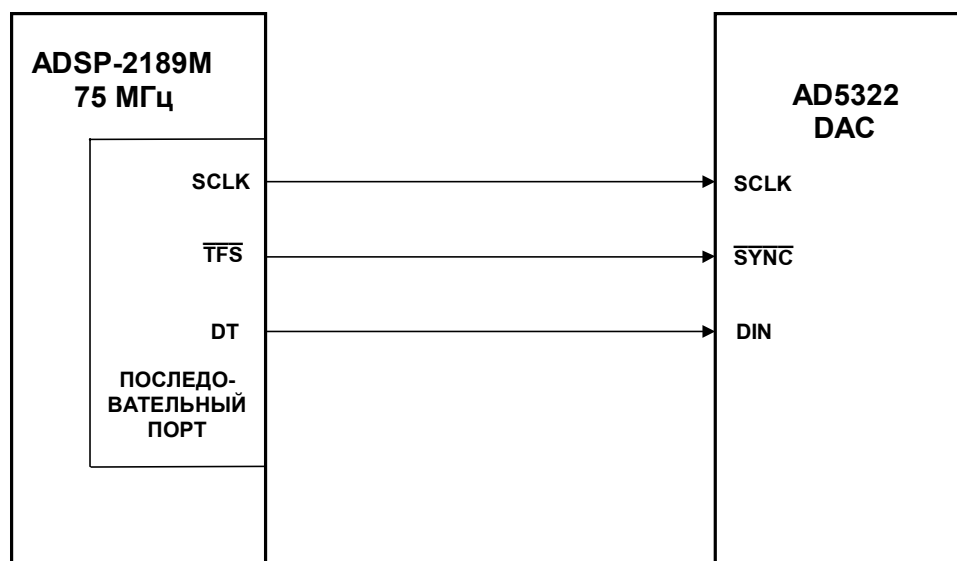 ADSP-2189M
75 МГц
AD5322
DAC
SCLK
SCLK
TFS
SYNC
DT
DIN
ПОСЛЕДО-
ВАТЕЛЬНЫЙ
ПОРТ